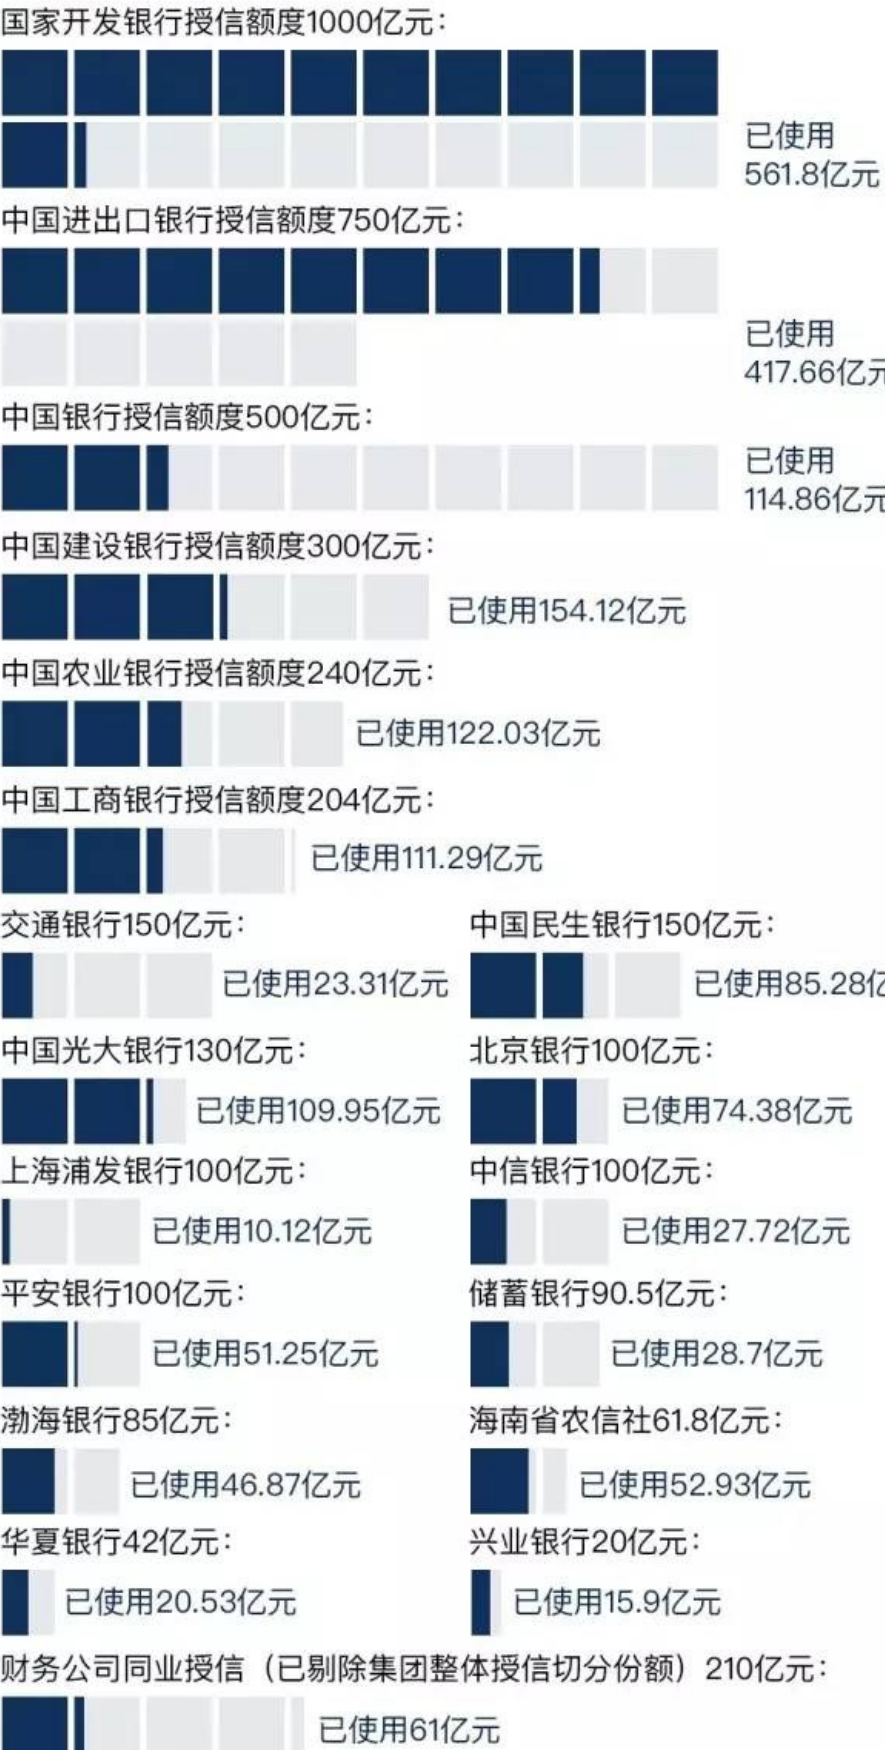 国家开发银行授信额度1000亿元：
已使用
561.8亿元
中国进出口银行授信额度750亿元：
已使用
417.66亿元
中国银行授信额度500亿元：
已使用
114.86亿元
中国建设银行授信额度300亿元：
已使用154.12亿元
中国农业银行授信额度240亿元：
已使用122.03亿元
中国工商银行授信额度204亿元：
已使用111.29亿元
交通银行150亿元：
已使用23.31亿元
中国民生银行150亿元：
已使用85.28亿
中国光大银行130亿元：
已使用109.95亿元
北京银行100亿元：
已使用74.38亿元
上海浦发银行100亿元：
已使用10.12亿元
中信银行100亿元：
已使用27.72亿元
平安银行100亿元：
已使用51.25亿元
储蓄银行90.5亿元：
已使用28.7亿元
渤海银行85亿元：
已使用46.87亿元
海南省农信社61.8亿元：
已使用52.93亿元
华夏银行42亿元：
已使用20.53亿元
兴业银行20亿元：
已使用15.9亿元
财务公司同业授信（已剔除集团整体授信切分份额）210亿元：
已使用61亿元